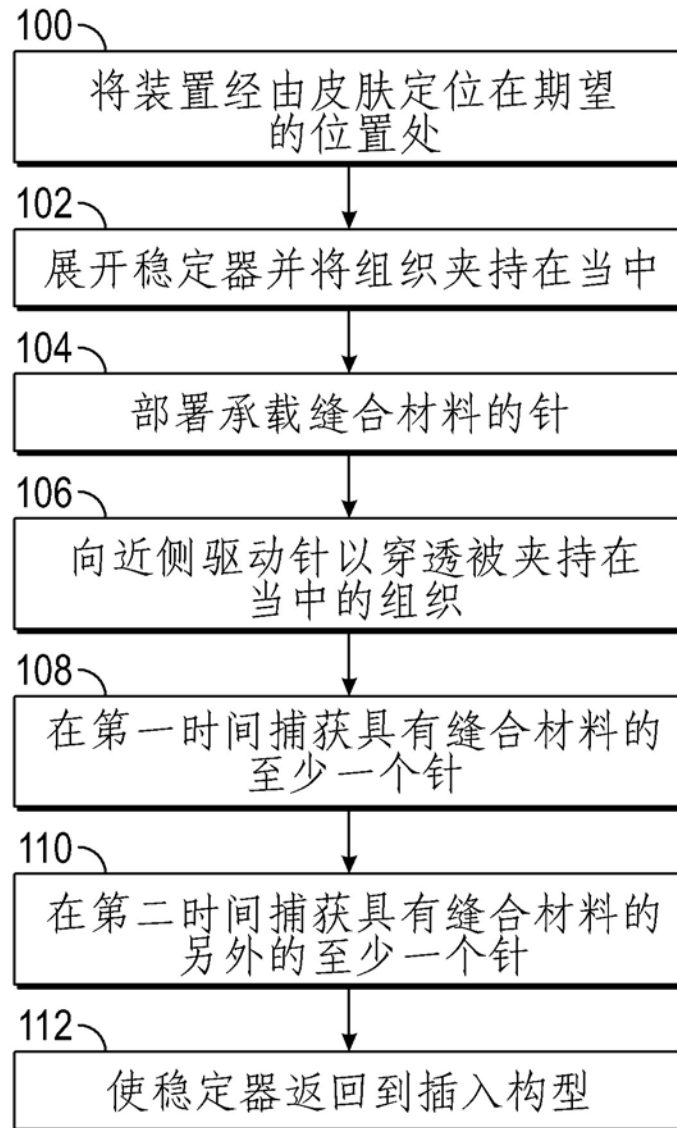 100
将装置经由皮肤定位在期望
的位置处
102
展开稳定器并将组织夹持在当中
104
部署承载缝合材料的针
106
向近侧驱动针以穿透被夹持在
当中的组织
108
在第一时间捕获具有缝合材料的
至少一个针
110
在第二时间捕获具有缝合材料的
另外的至少一个针
112
使稳定器返回到插入构型